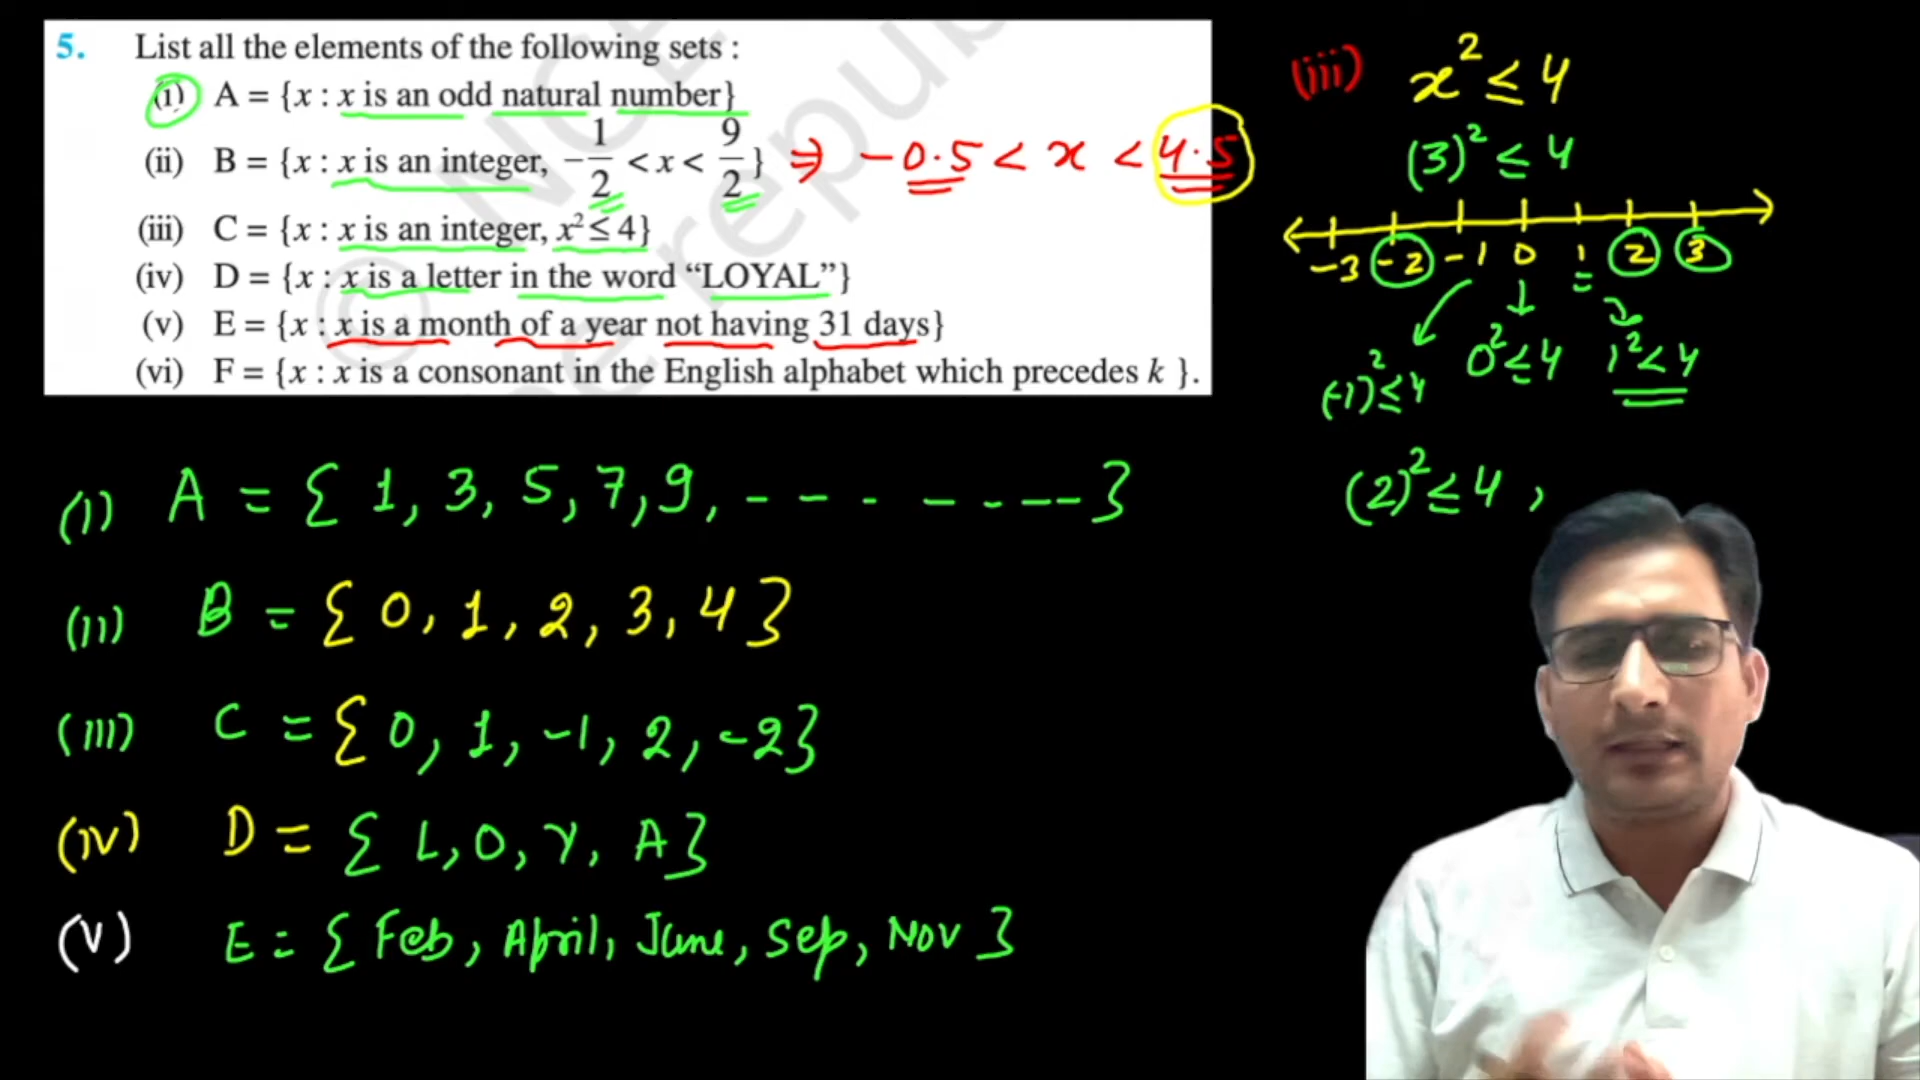 5. List all the elements of the following sets :
(i) A = {x : x is an odd natural number}
(ii) B = {x : x is an integer, -1/2 < x < 9/2} ⇒ -0.5 < x < 4.5
(iii) C = {x : x is an integer, x² ≤ 4}
(iv) D = {x : x is a letter in the word “LOYAL”}
(v) E = {x : x is a month of a year not having 31 days}
(vi) F = {x : x is a consonant in the English alphabet which precedes k }.
(iii) x² ≤ 4
(3)² ≤ 4
-3 -2 -1 0 1 2 3
(-1)² ≤ 4 0² ≤ 4 1² < 4
(2)² ≤ 4 ,
(I) A = { 1, 3, 5, 7, 9, - - - - - - - }
(II) B = { 0, 1, 2, 3, 4 }
(III) C = { 0, 1, -1, 2, -2 }
(IV) D = { L, O, Y, A }
(V) E = { Feb, April, June, Sep, Nov }